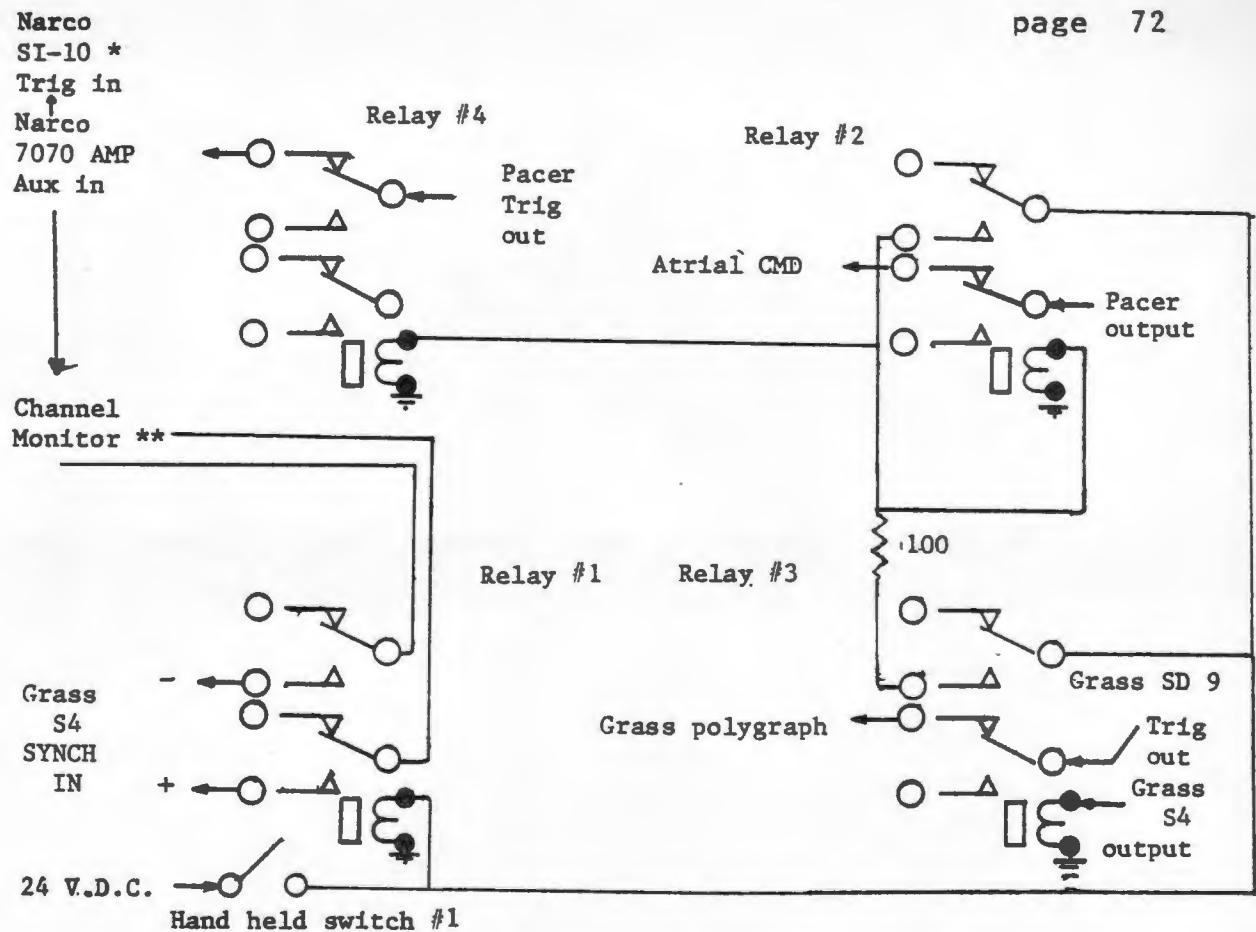 page 72
Narco
SI-10 *
Trig in
Narco
7070 AMP
Aux in
Relay #4
Pacer
Trig
out
Relay #2
Atrial CMD
Pacer
output
Channel
Monitor **
100
Relay #1
Relay #3
Grass
S4
SYNCH
IN
-
+
Grass SD 9
Grass polygraph
Trig
out
Grass
S4
output
24 V.D.C.
Hand held switch #1